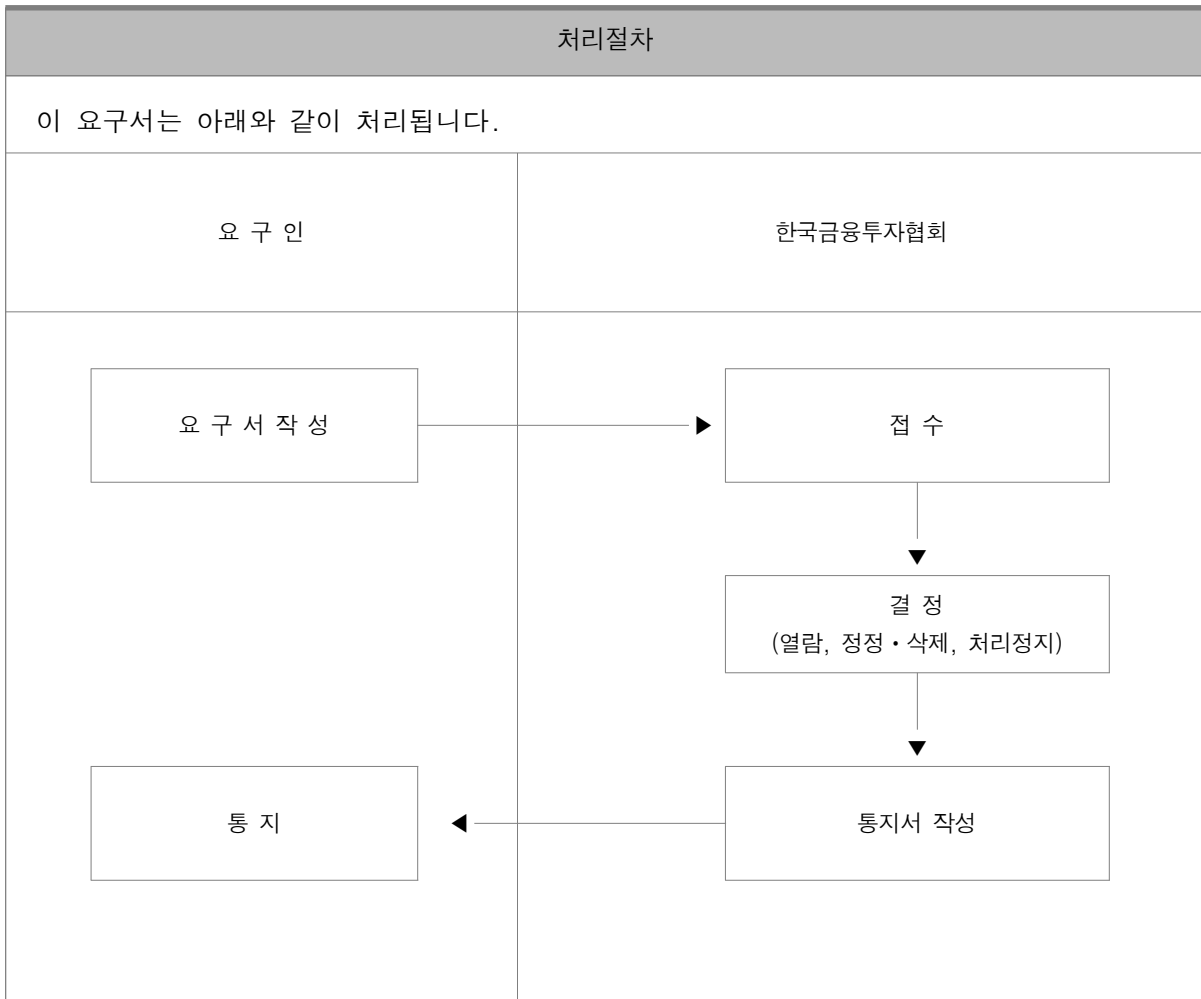 처리절차
이 요구서는 아래와 같이 처리됩니다.
요 구 인
한국금융투자협회
요 구 서 작 성
접 수
결 정
(열람, 정정・삭제, 처리정지)
통 지
통지서 작성